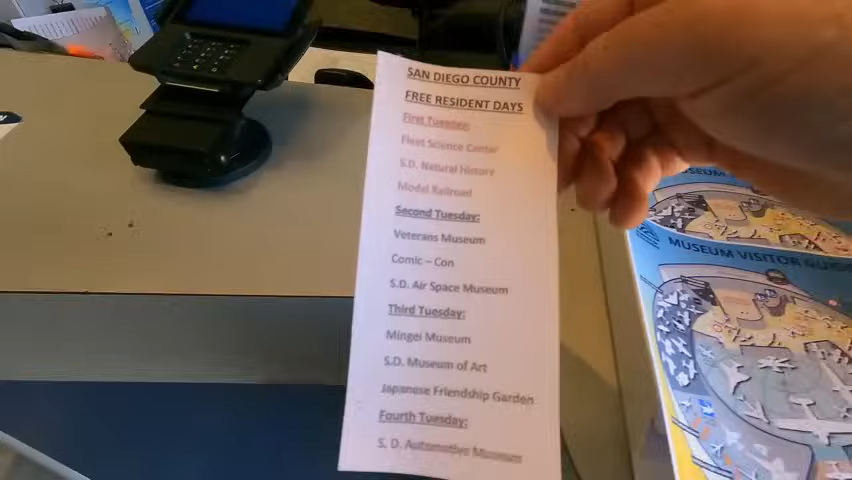 SAN DIEGO COUNTY
FREE RESIDENT DAYS
First Tuesday:
Fleet Science Center
S.D. Natural History
Model Railroad
Second Tuesday:
Veterans Museum
Comic – Con
S.D. Air Space Museum
Third Tuesday:
Mingei Museum
S.D. Museum of Art
Japanese Friendship Garden
Fourth Tuesday:
S. D. Automotive Museum
MUSEUM
MUSEUM VISITOR GUIDE